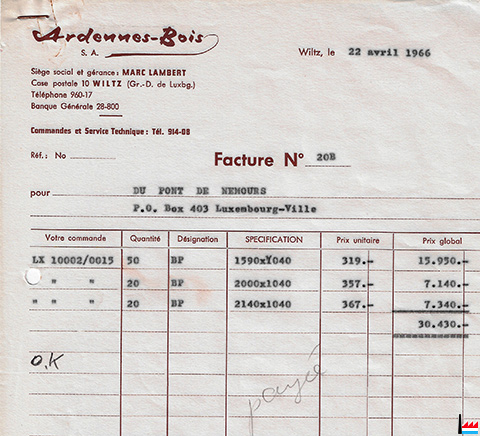 Ardennes-Bois
S. A.
Wiltz, le 22 avril 1966
Siège social et gérance: MARC LAMBERT
Case postale 10 WILTZ (Gr.-D. de Luxbg.)
Téléphone 960-17
Banque Générale 28-800
Commandes et Service Technique: Tél. 914-08
Réf.: No
Facture N° 20B
pour DU PONT DE NEMOURS
P.O. Box 403 Luxembourg-Ville
Votre commande Quantité Désignation SPECIFICATION Prix unitaire Prix global
LX 10002/0015 50 BP 1590xY040 319.- 15.950.-
" " 20 BP 2000x1040 357.- 7.140.-
" " 20 BP 2140x1040 367.- 7.340.-
30.430.-
O.K
payée